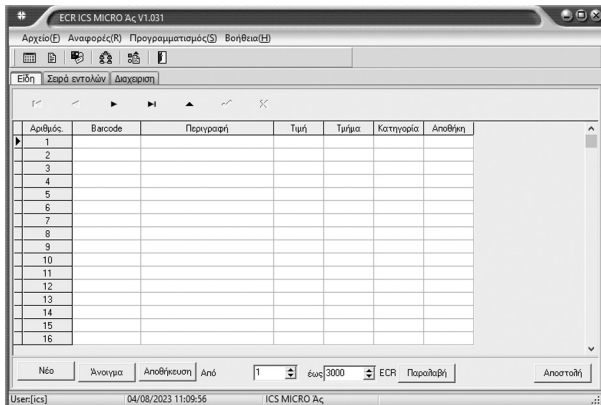 ECR ICS MICRO Άς V1.031
Αρχείο(F) Αναφορές(R) Προγραμματισμός(S) Βοήθεια(H)
Είδη Σειρά εντολών Διαχειριση
Αριθμός. Barcode Περιγραφή Τιμή Τμήμα Κατηγορία Αποθήκη
1
2
3
4
5
6
7
8
9
10
11
12
13
14
15
16
Νέο Άνοιγμα Αποθήκευση Από 1 έως 3000 ECR Παραλαβή Αποστολή
User:[ics] 04/08/2023 11:09:56 ICS MICRO Άς